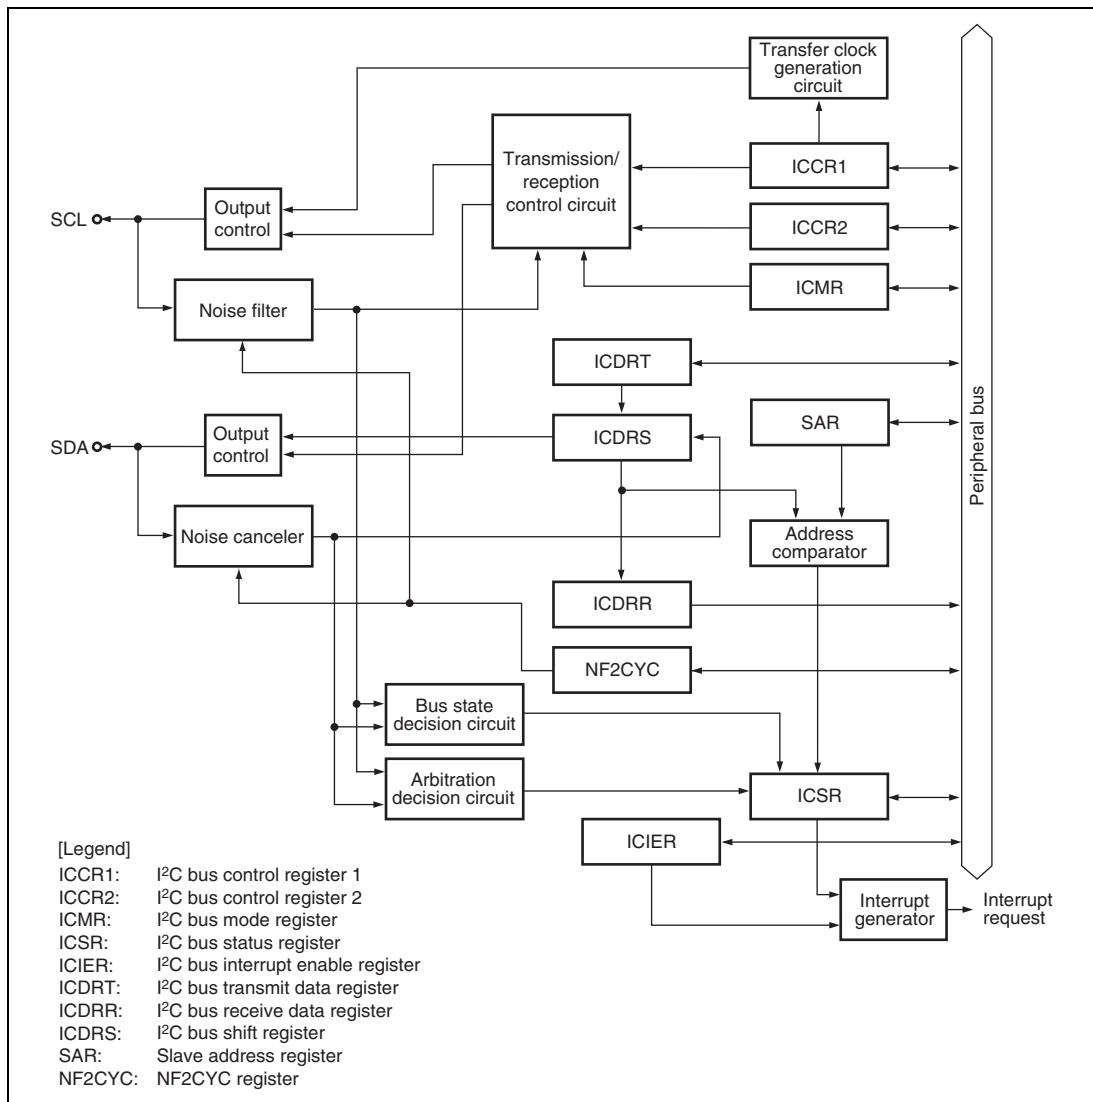 Transfer clock
generation
circuit
Transmission/
reception
control circuit
ICCR1
SCL
Output
control
ICCR2
ICMR
Noise filter
ICDRT
Peripheral bus
SAR
SDA
Output
control
ICDRS
Noise canceler
Address
comparator
ICDRR
NF2CYC
Bus state
decision circuit
Arbitration
decision circuit
ICSR
ICIER
Interrupt
generator
Interrupt
request
[Legend]
ICCR1: I²C bus control register 1
ICCR2: I²C bus control register 2
ICMR: I²C bus mode register
ICSR: I²C bus status register
ICIER: I²C bus interrupt enable register
ICDRT: I²C bus transmit data register
ICDRR: I²C bus receive data register
ICDRS: I²C bus shift register
SAR: Slave address register
NF2CYC: NF2CYC register